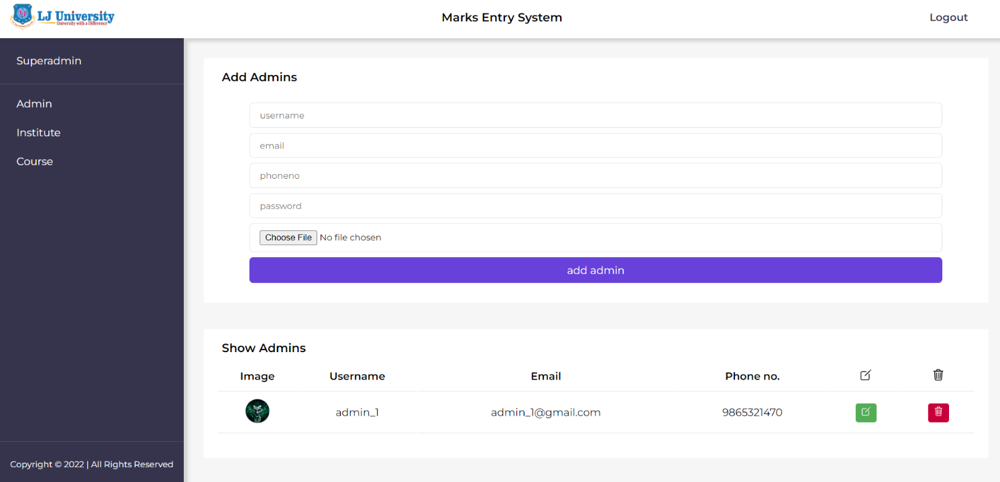 LJ University
University with a Difference
Marks Entry System
Logout
Superadmin
Admin
Institute
Course
Copyright © 2022 | All Rights Reserved
Add Admins
username
email
phoneno
password
Choose File No file chosen
add admin
Show Admins
Image Username Email Phone no.
admin_1 admin_1@gmail.com 9865321470